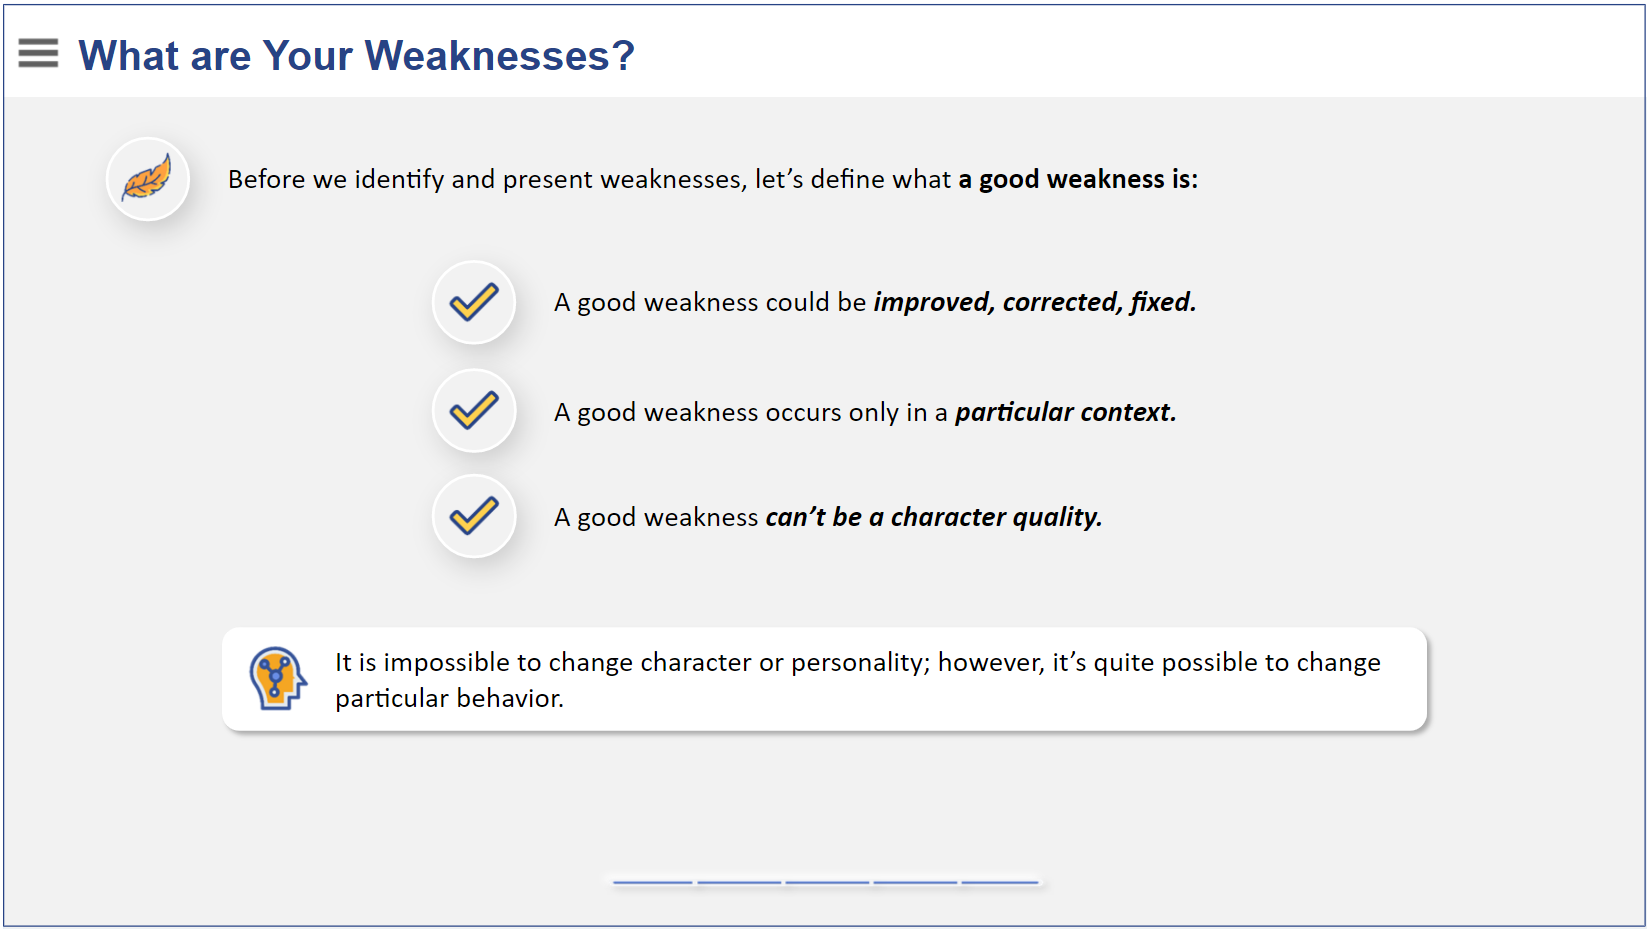 What are Your Weaknesses?
Before we identify and present weaknesses, let’s define what a good weakness is:
A good weakness could be improved, corrected, fixed.
A good weakness occurs only in a particular context.
A good weakness can’t be a character quality.
It is impossible to change character or personality; however, it’s quite possible to change
particular behavior.